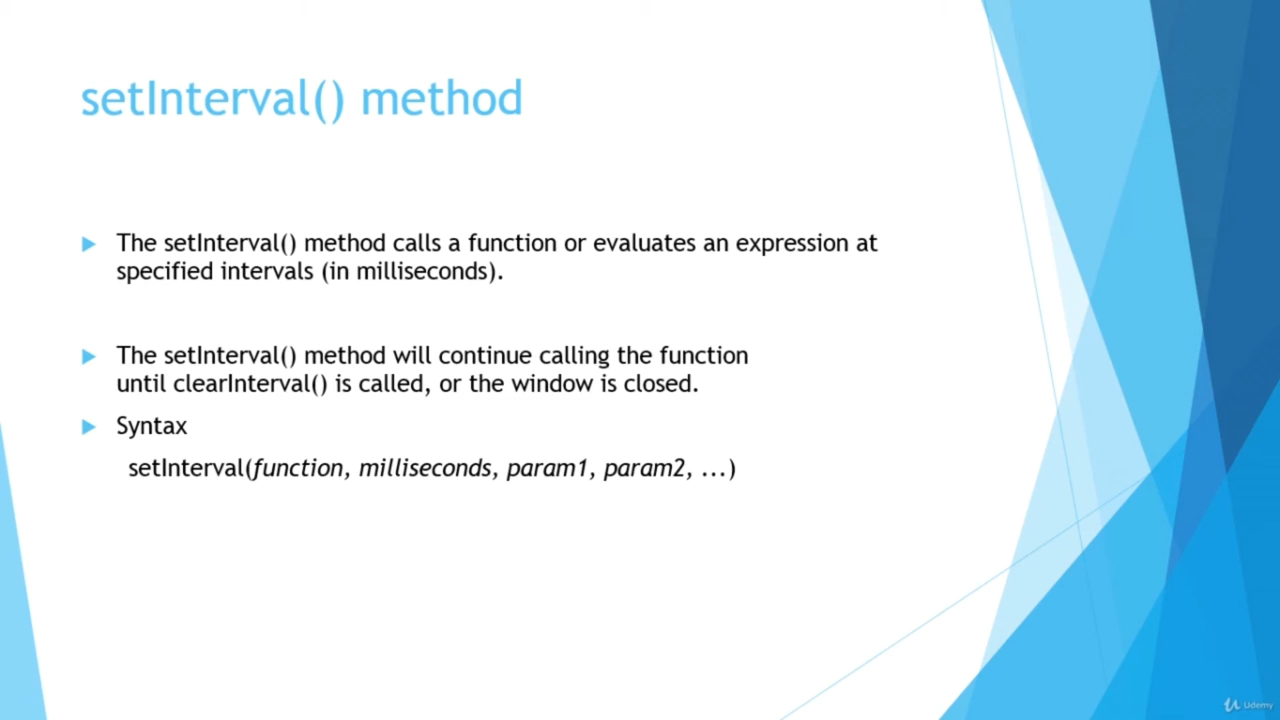 setInterval() method
The setInterval() method calls a function or evaluates an expression at
specified intervals (in milliseconds).
The setInterval() method will continue calling the function
until clearInterval() is called, or the window is closed.
Syntax
setInterval(function, milliseconds, param1, param2, ...)
Udemy